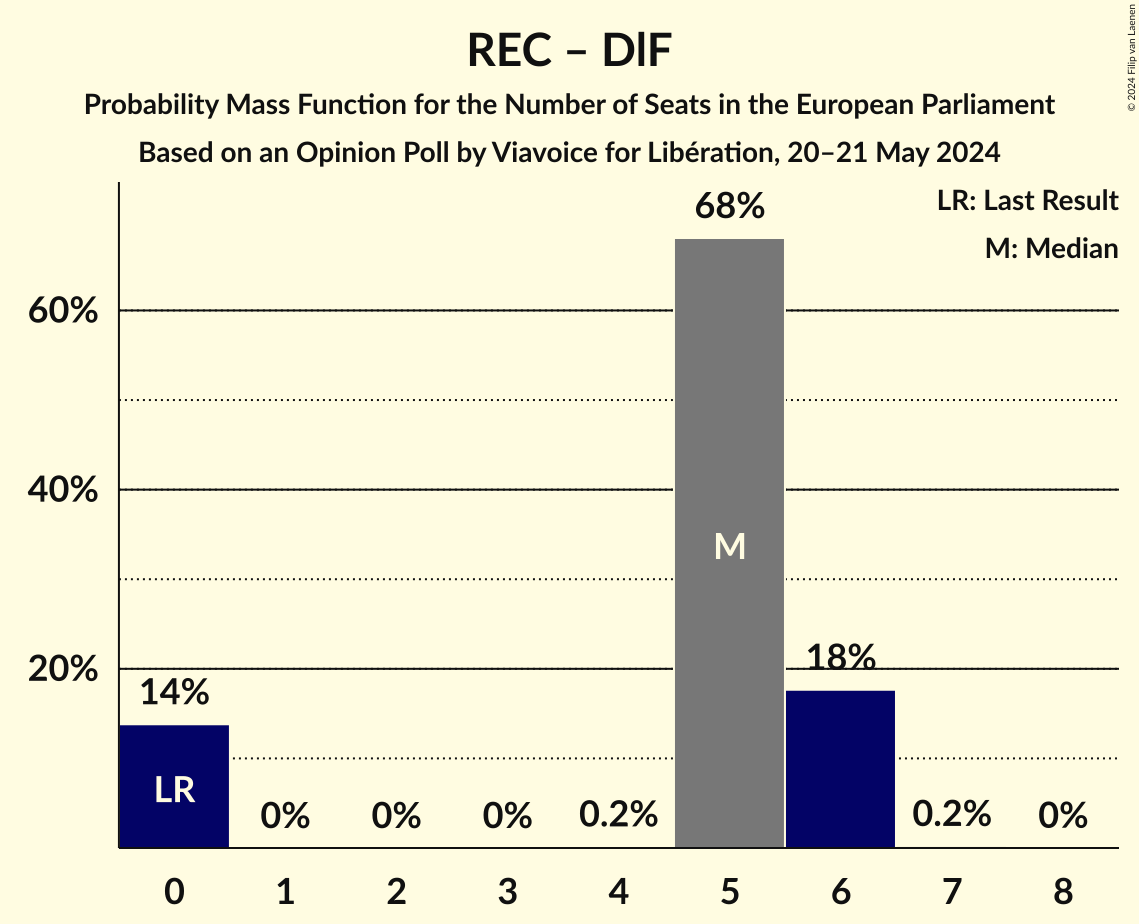 REC – DlF
Probability Mass Function for the Number of Seats in the European Parliament
Based on an Opinion Poll by Viavoice for Libération, 20–21 May 2024
© 2024 Filip van Laenen
LR: Last Result
M: Median
60%
40%
20%
14%
0%
0%
0%
0.2%
68%
18%
0.2%
0%
LR
M
0 1 2 3 4 5 6 7 8